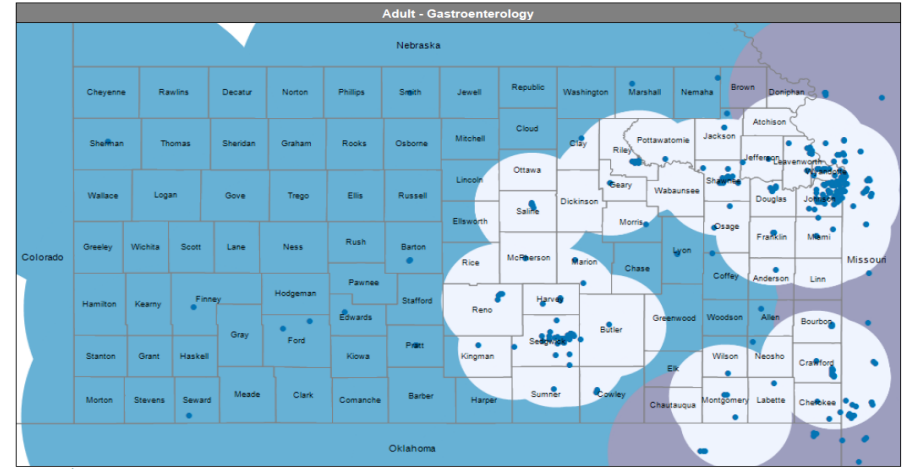 Adult - Gastroenterology
Nebraska
Cheyenne Rawlins Decatur Norton Phillips Smith Jewell Republic Washington Marshall Nemaha Brown Doniphan
Atchison
Sherman Thomas Sheridan Graham Rooks Osborne Mitchell Cloud Clay Riley Pottawatomie Jackson Jefferson Leavenworth
Wyandotte
Wallace Logan Gove Trego Ellis Russell Lincoln Ottawa Geary Wabaunsee Shawnee Douglas Johnson
Saline Dickinson
Ellsworth Morris Osage
Colorado Greeley Wichita Scott Lane Ness Rush Barton Rice McPherson Marion Chase Lyon Franklin Miami Missouri
Coffey Anderson Linn
Hamilton Kearny Finney Hodgeman Pawnee Stafford Reno Harvey
Gray Ford Edwards Sedgwick Butler Greenwood Woodson Allen Bourbon
Stanton Grant Haskell Kiowa Pratt Kingman Elk Wilson Neosho Crawford
Morton Stevens Seward Meade Clark Comanche Barber Harper Sumner Cowley Chautauqua Montgomery Labette Cherokee
Oklahoma